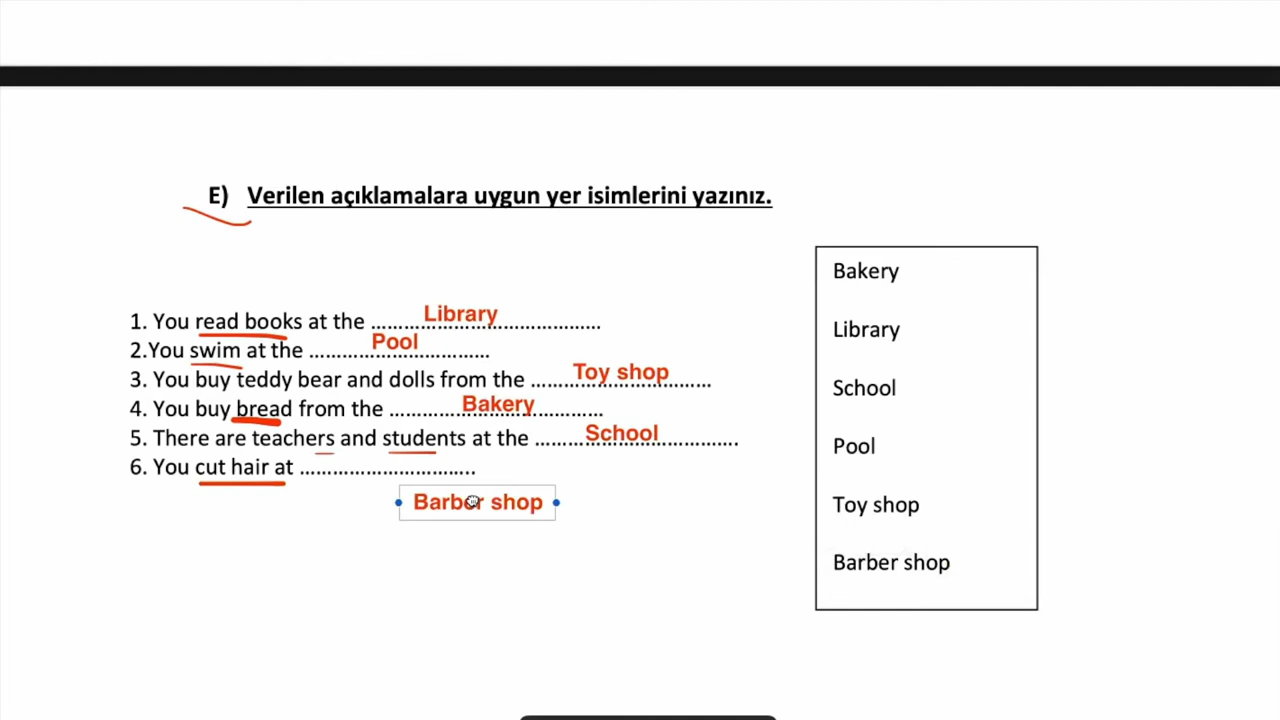 E) Verilen açıklamalara uygun yer isimlerini yazınız.
1. You read books at the ……Library……………………
2.You swim at the ………Pool…………
3. You buy teddy bear and dolls from the ……Toy shop……
4. You buy bread from the ………Bakery…………
5. There are teachers and students at the ……School…………
6. You cut hair at …………………………..
Barber shop
Bakery
Library
School
Pool
Toy shop
Barber shop